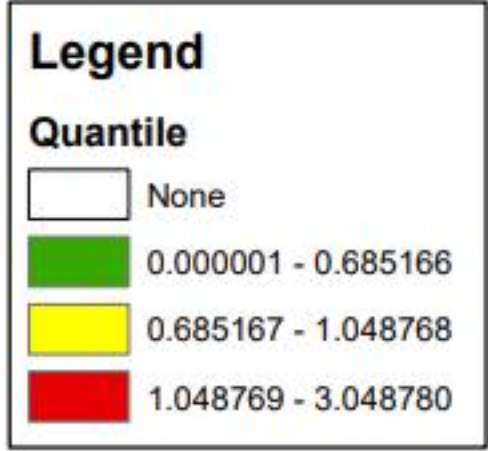 Legend
Quantile
None
0.000001 - 0.685166
0.685167 - 1.048768
1.048769 - 3.048780